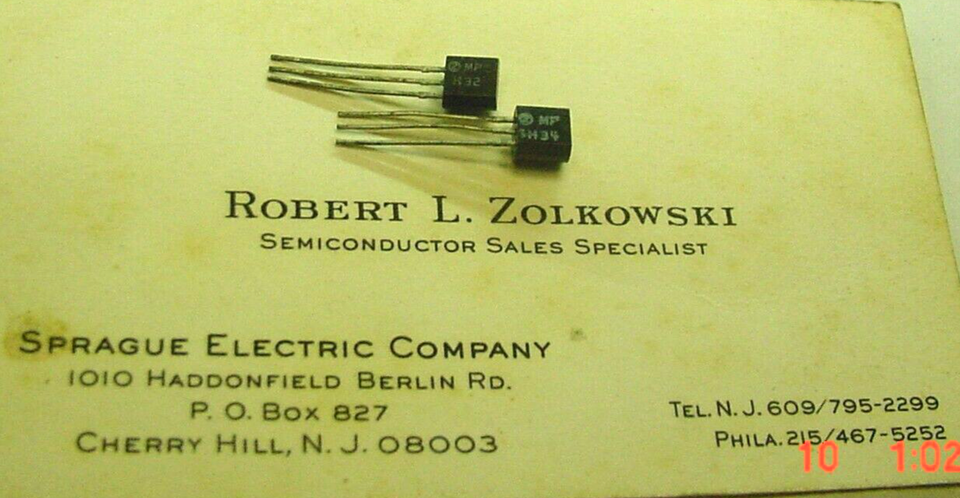 MP
H32
MP
SH34
ROBERT L. ZOLKOWSKI
SEMICONDUCTOR SALES SPECIALIST
SPRAGUE ELECTRIC COMPANY
1010 HADDONFIELD BERLIN RD.
P. O. BOX 827
CHERRY HILL, N. J. 08003
TEL. N. J. 609/795-2299
PHILA. 215/467-5252
10 1:02